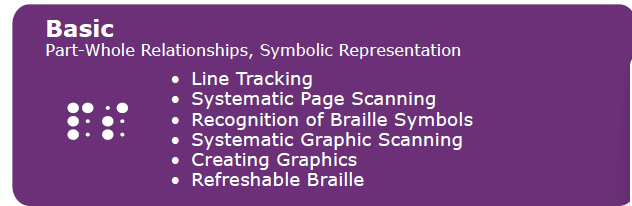 Basic
Part-Whole Relationships, Symbolic Representation
⠏⠎
• Line Tracking
• Systematic Page Scanning
• Recognition of Braille Symbols
• Systematic Graphic Scanning
• Creating Graphics
• Refreshable Braille